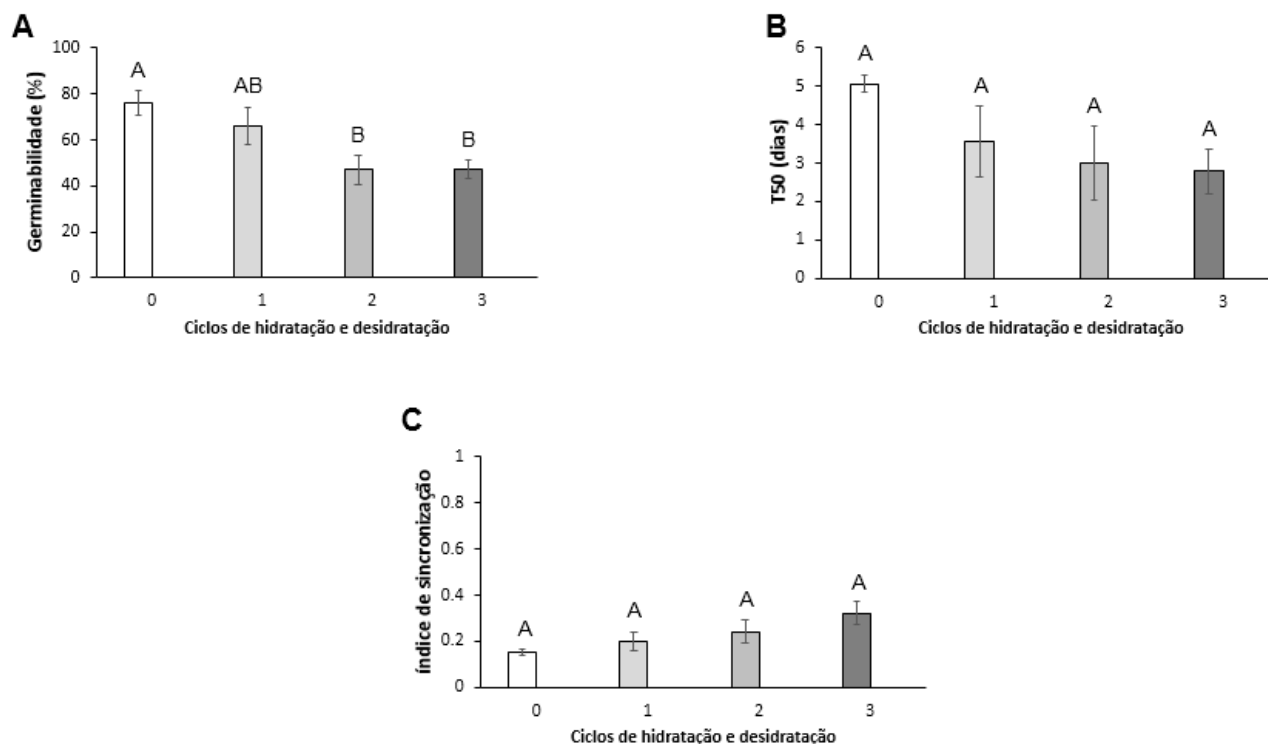 A
Germinabilidade (%)
100
80
60
40
20
0
A
AB
B
B
0 1 2 3
Ciclos de hidratação e desidratação
B
T50 (dias)
6
5
4
3
2
1
0
A
A
A
A
0 1 2 3
Ciclos de hidratação e desidratação
C
índice de sincronização
1
0.8
0.6
0.4
0.2
0
A
A
A
A
0 1 2 3
Ciclos de hidratação e desidratação